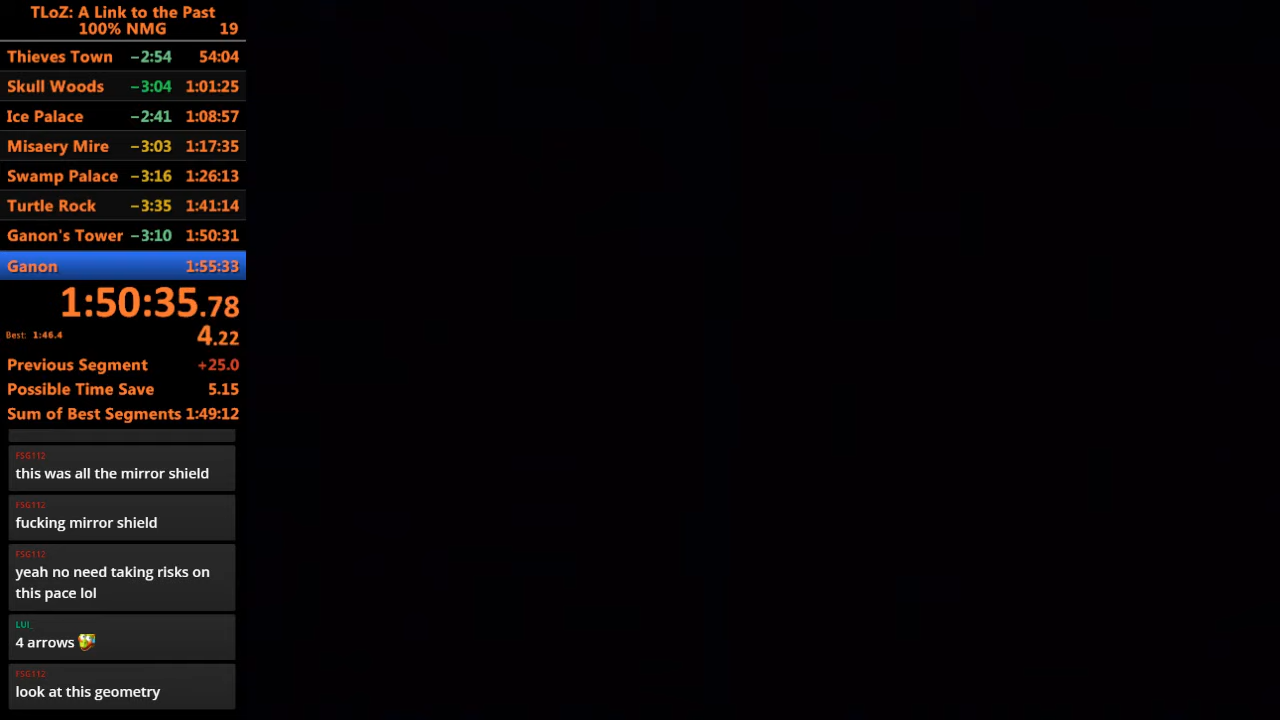 TLoZ: A Link to the Past
100% NMG 19
Thieves Town −2:54 54:04
Skull Woods −3:04 1:01:25
Ice Palace −2:41 1:08:57
Misaery Mire −3:03 1:17:35
Swamp Palace −3:16 1:26:13
Turtle Rock −3:35 1:41:14
Ganon's Tower −3:10 1:50:31
Ganon 1:55:33
1:50:35.78
Best: 1:46.4 4.22
Previous Segment +25.0
Possible Time Save 5.15
Sum of Best Segments 1:49:12
FSG112
this was all the mirror shield
FSG112
fucking mirror shield
FSG112
yeah no need taking risks on
this pace lol
LUI_
4 arrows
FSG112
look at this geometry